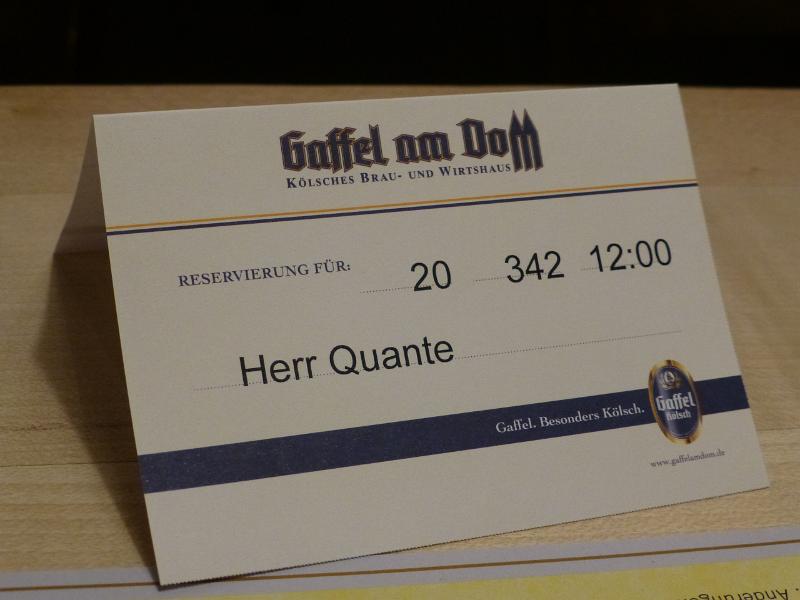 Gaffel am Dom
Kölsches Brau- und Wirtshaus
Reservierung für: 20 342 12:00
Herr Quante
Gaffel. Besonders Kölsch.
Gaffel
Kölsch
www.gaffelamdom.de